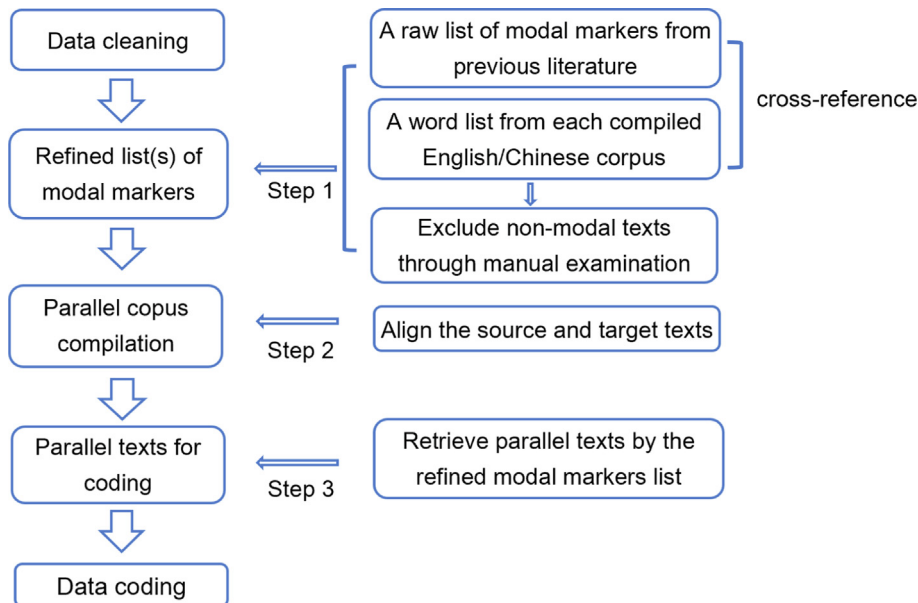 Data cleaning
A raw list of modal markers from
previous literature
cross-reference
A word list from each compiled
English/Chinese corpus
Refined list(s) of
modal markers
Step 1
Exclude non-modal texts
through manual examination
Parallel copus
compilation
Step 2
Align the source and target texts
Parallel texts for
coding
Step 3
Retrieve parallel texts by the
refined modal markers list
Data coding